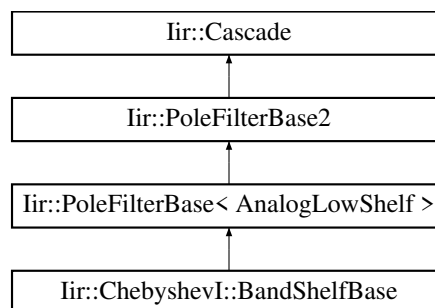 Iir::Cascade
Iir::PoleFilterBase2
Iir::PoleFilterBase< AnalogLowShelf >
Iir::ChebyshevI::BandShelfBase